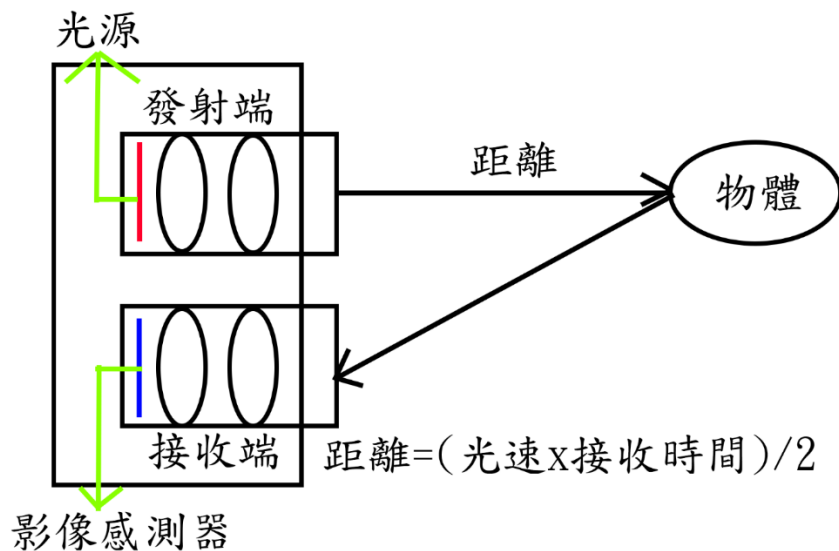 光源
發射端
距離
物體
接收端
距離=(光速x接收時間)/2
影像感測器